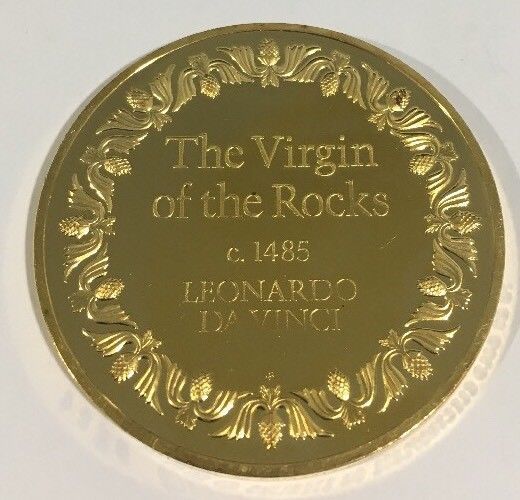 The Virgin
of the Rocks
c. 1485
LEONARDO
DA VINCI